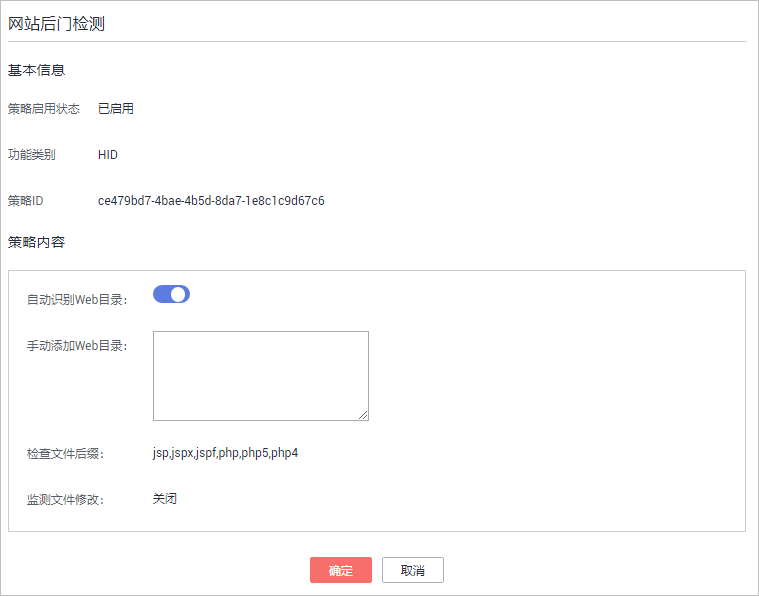 网站后门检测
基本信息
策略启用状态 已启用
功能类别 HID
策略ID ce479bd7-4bae-4b5d-8da7-1e8c1c9d67c6
策略内容
自动识别Web目录：
手动添加Web目录：
检查文件后缀： jsp,jspx,jspf,php,php5,php4
监测文件修改： 关闭
确定 取消